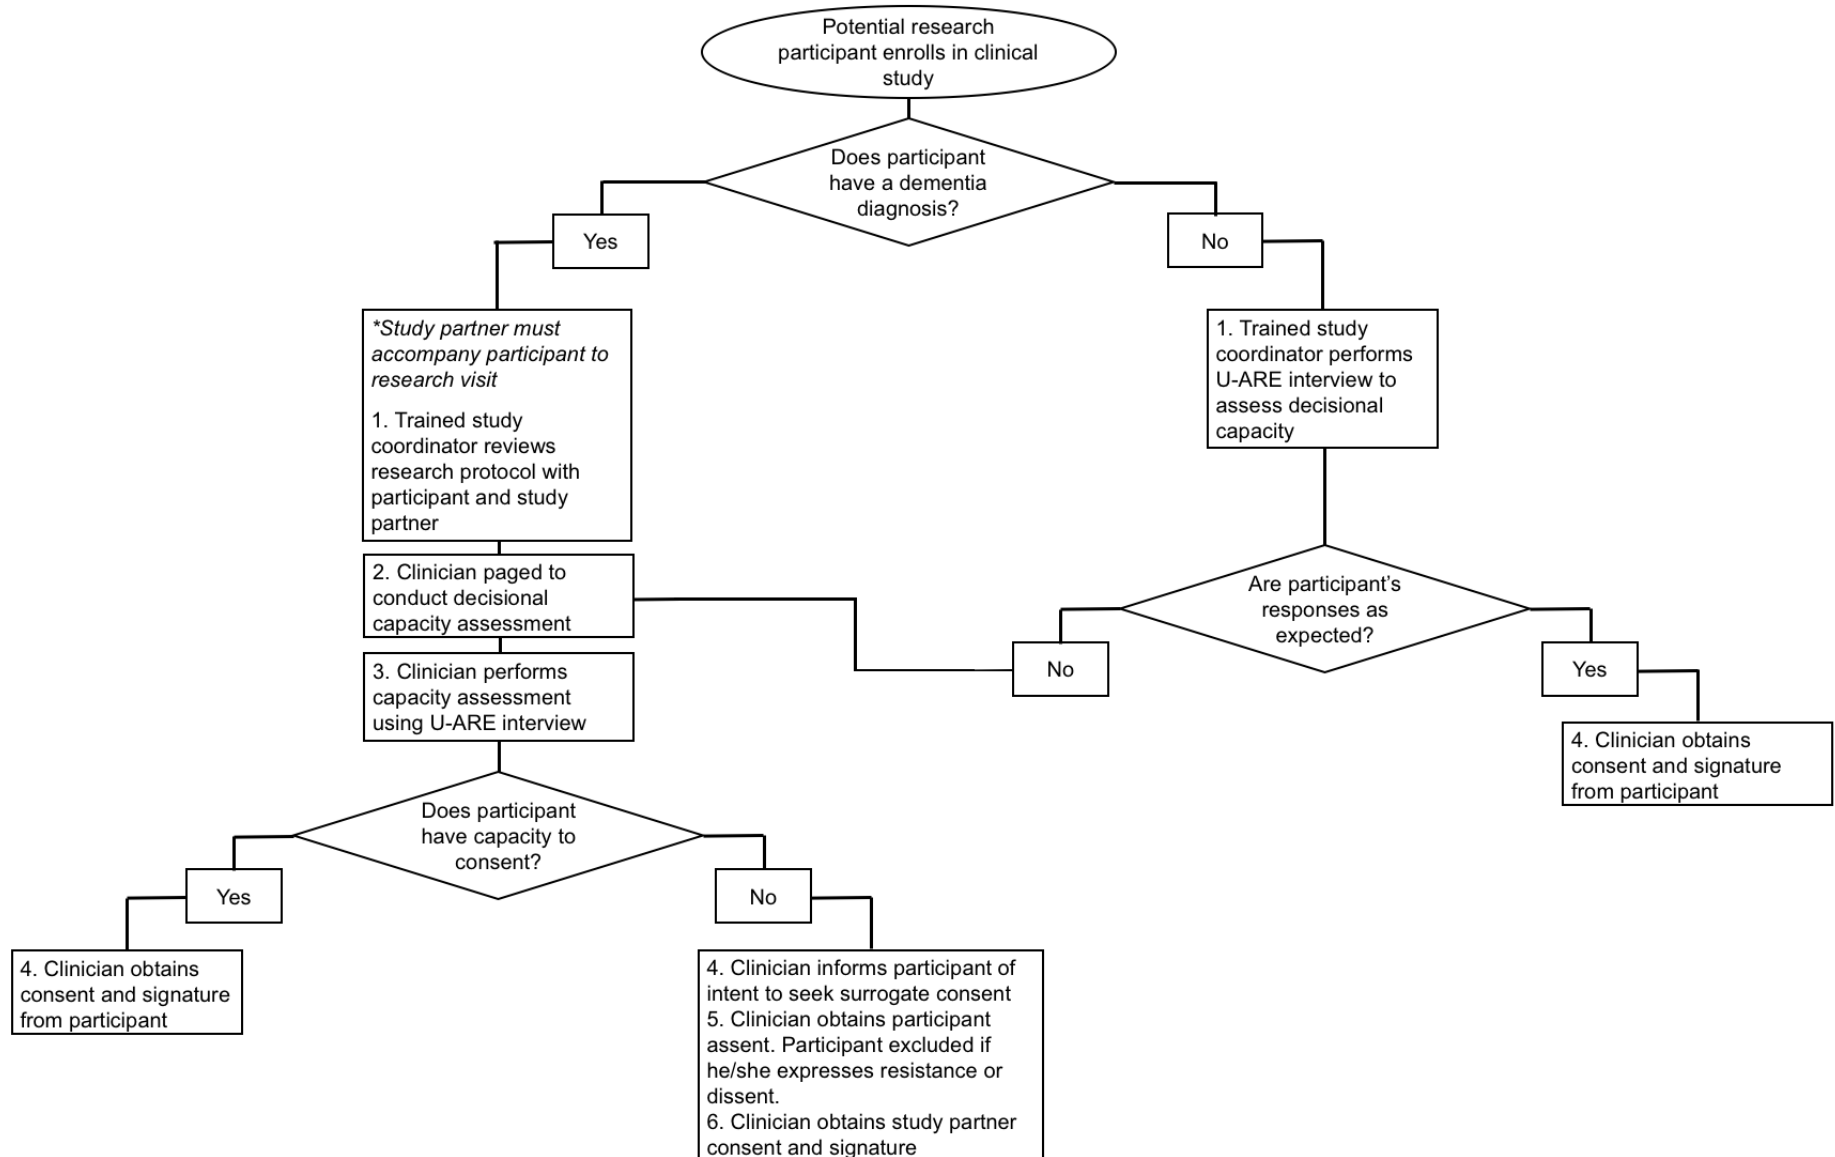 Potential research
participant enrolls in clinical
study
Does participant
have a dementia
diagnosis?
Yes
No
*Study partner must
accompany participant to
research visit
1. Trained study
coordinator reviews
research protocol with
participant and study
partner
1. Trained study
coordinator performs
U-ARE interview to
assess decisional
capacity
2. Clinician paged to
conduct decisional
capacity assessment
Are participant’s
responses as
expected?
No
Yes
3. Clinician performs
capacity assessment
using U-ARE interview
4. Clinician obtains
consent and signature
from participant
Does participant
have capacity to
consent?
Yes
No
4. Clinician obtains
consent and signature
from participant
4. Clinician informs participant of
intent to seek surrogate consent
5. Clinician obtains participant
assent. Participant excluded if
he/she expresses resistance or
dissent.
6. Clinician obtains study partner
consent and signature